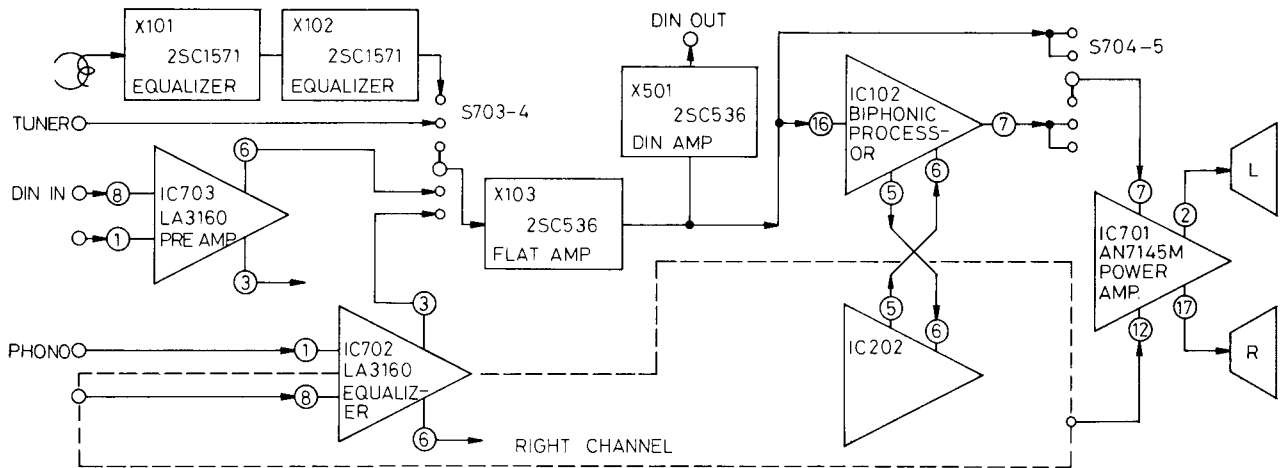 X101
2SC1571
EQUALIZER
X102
2SC1571
EQUALIZER
S703-4
TUNER
DIN IN
8
1
IC703
LA3160
PRE AMP.
6
3
X103
2SC536
FLAT AMP
DIN OUT
X501
2SC536
DIN AMP
16
IC102
BIPHONIC
PROCESS-
OR
7
5
6
S704-5
5
6
IC202
7
2
IC701
AN7145M
POWER
AMP.
17
12
L
R
PHONO
1
8
IC702
LA3160
EQUALIZ-
ER
3
6
RIGHT CHANNEL